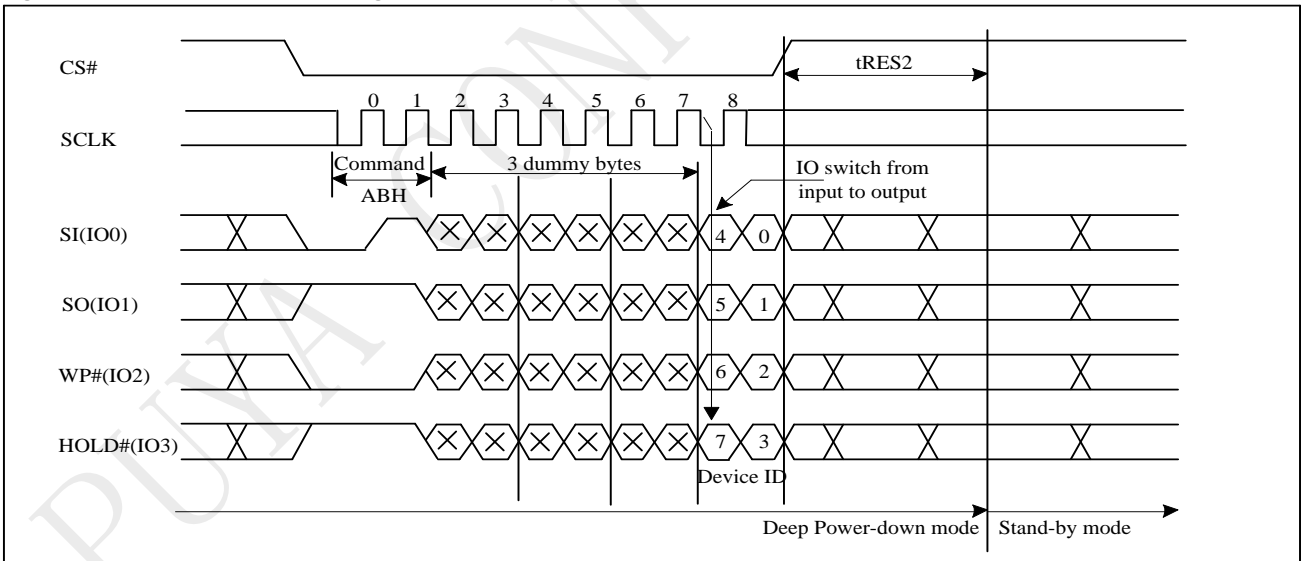 CS#
tRES2
0 1 2 3 4 5 6 7 8
SCLK
Command
3 dummy bytes
IO switch from
input to output
ABH
SI(IO0)
4 0
SO(IO1)
5 1
WP#(IO2)
6 2
HOLD#(IO3)
7 3
Device ID
Deep Power-down mode
Stand-by mode
PUYA CON